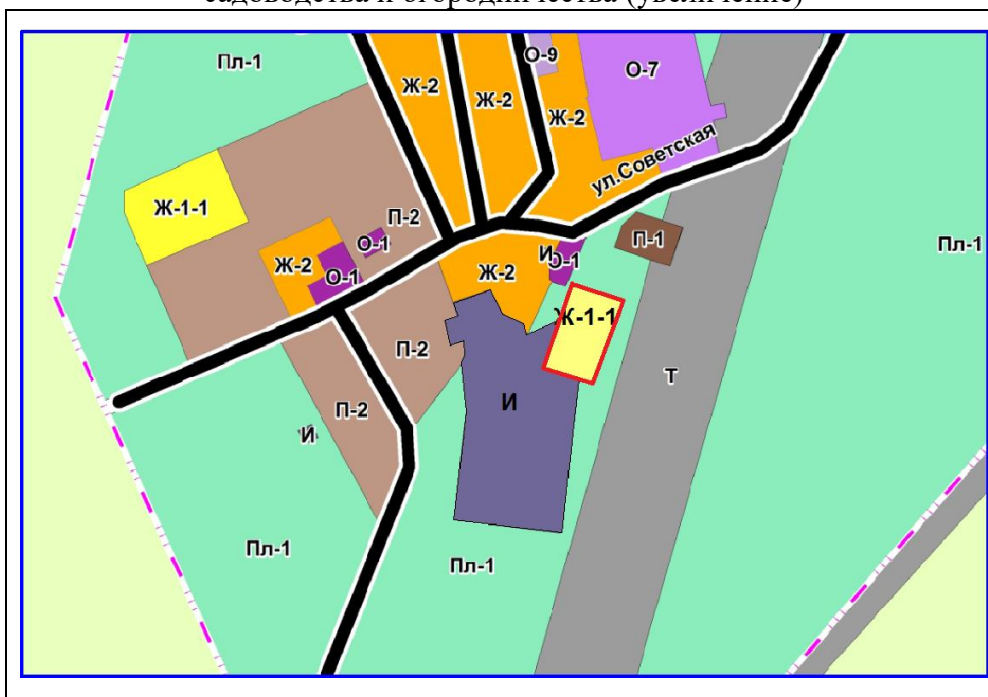 садоводства и огородничества (увеличение)
Пл-1
О-9
О-7
Ж-2
Ж-2
Ж-2
ул.Советская
Ж-1-1
П-2
О-1
П-1
Пл-1
Ж-2
О-1
Ж-2
И
О-1
Ж-1-1
П-2
Т
И
П-2
И
Пл-1
Пл-1